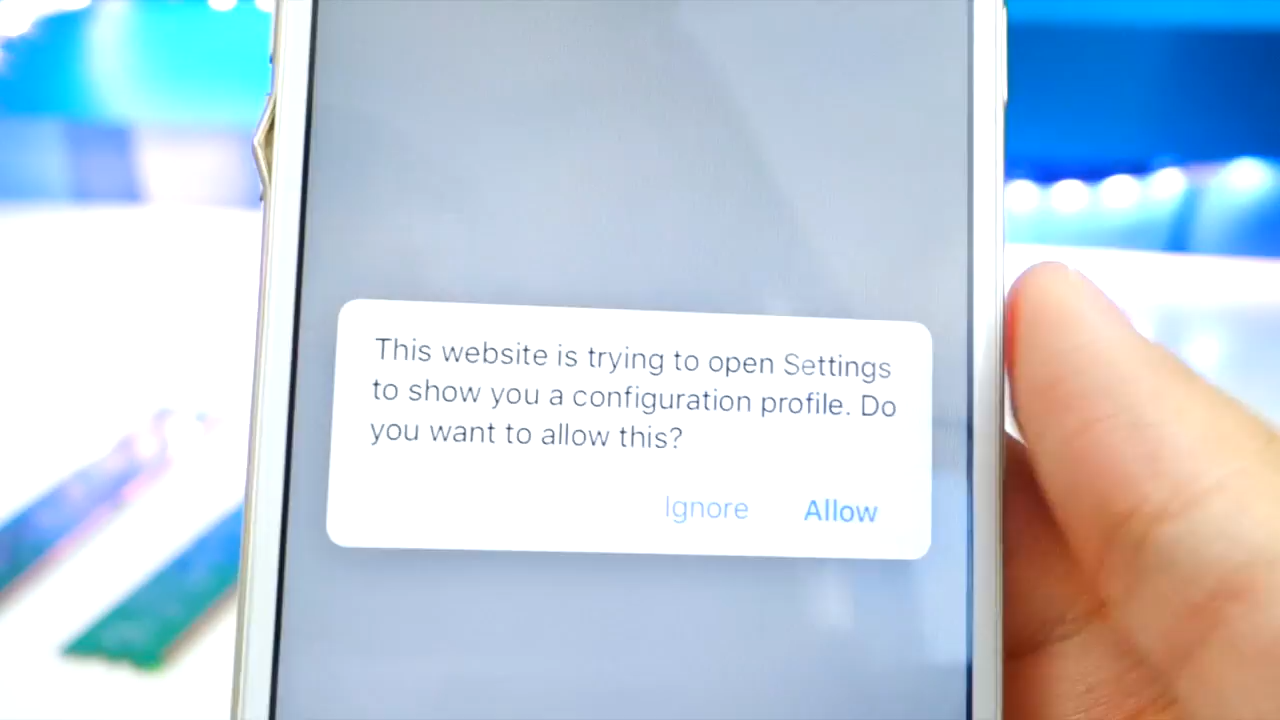 This website is trying to open Settings
to show you a configuration profile. Do
you want to allow this?
Ignore Allow